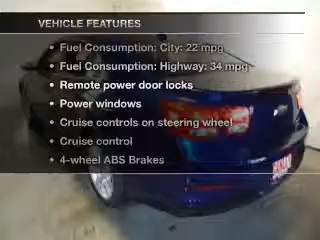 VEHICLE FEATURES
• Fuel Consumption: City: 22 mpg
• Fuel Consumption: Highway: 34 mpg
• Remote power door locks
• Power windows
• Cruise controls on steering wheel
• Cruise control
• 4-wheel ABS Brakes